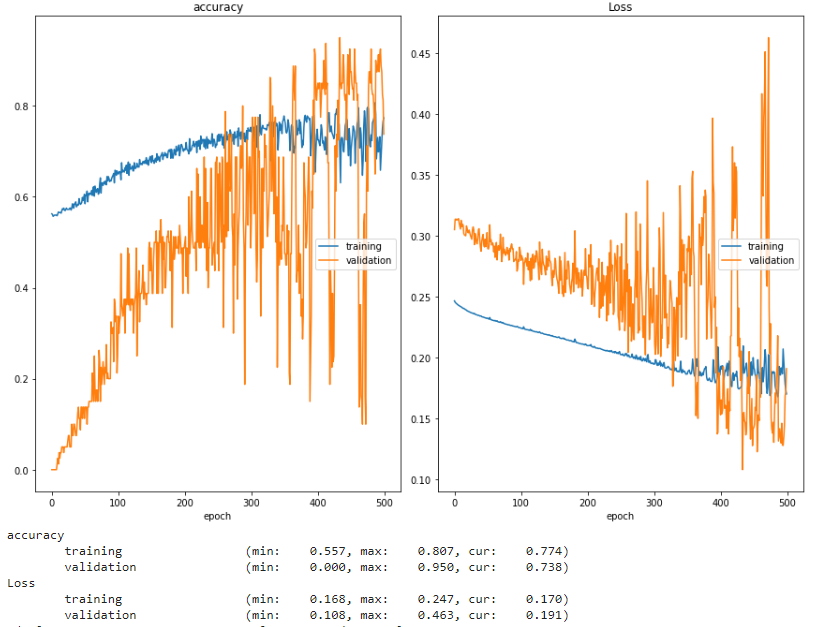 accuracy
Loss
0.8
0.6
0.4
0.2
0.0
training
validation
0 100 200 300 400 500
epoch
0.45
0.40
0.35
0.30
0.25
0.20
0.15
0.10
training
validation
0 100 200 300 400 500
epoch
accuracy
training (min: 0.557, max: 0.807, cur: 0.774)
validation (min: 0.000, max: 0.950, cur: 0.738)
Loss
training (min: 0.168, max: 0.247, cur: 0.170)
validation (min: 0.108, max: 0.463, cur: 0.191)